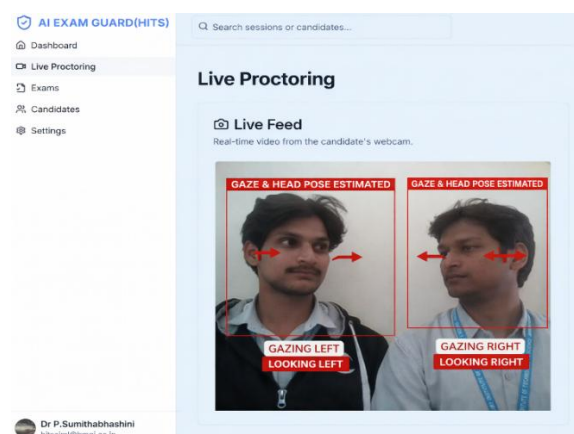 AI EXAM GUARD(HITS)
Dashboard
Live Proctoring
Exams
Candidates
Settings
Dr P.Sumithabhashini
Search sessions or candidates...
Live Proctoring
Live Feed
Real-time video from the candidate's webcam.
GAZE & HEAD POSE ESTIMATED
GAZE & HEAD POSE ESTIMATED
GAZING LEFT
LOOKING LEFT
GAZING RIGHT
LOOKING RIGHT